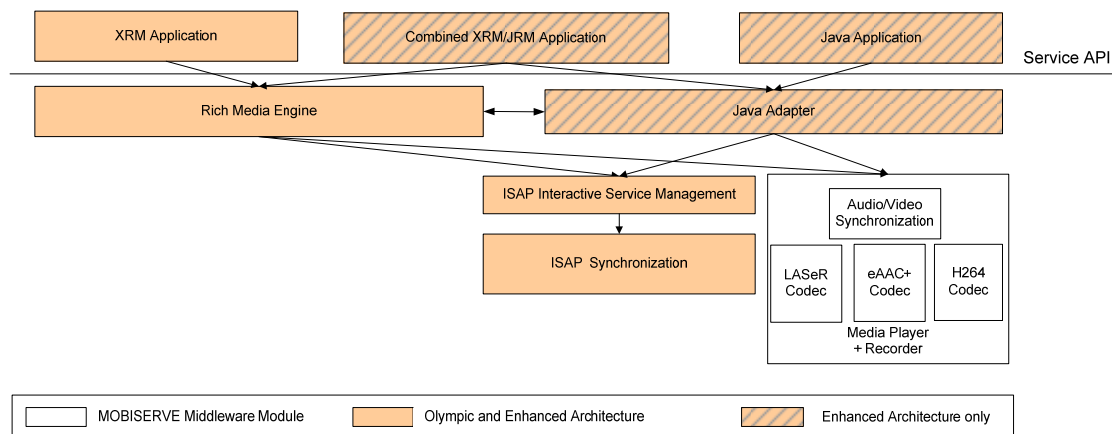 XRM Application
Combined XRM/JRM Application
Java Application
Service API
Rich Media Engine
Java Adapter
ISAP Interactive Service Management
Audio/Video
Synchronization
ISAP Synchronization
LASeR
Codec
eAAC+
Codec
H264
Codec
Media Player
+ Recorder
MOBISERVE Middleware Module
Olympic and Enhanced Architecture
Enhanced Architecture only